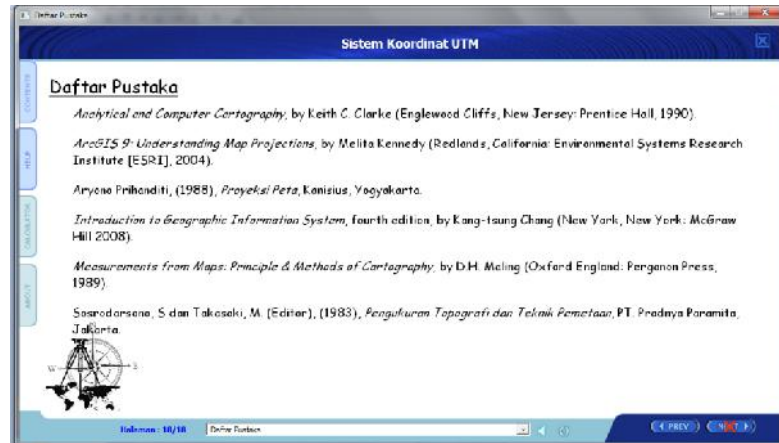 Daftar Pustaka
Sistem Koordinat UTM
CONTENTS
HELP
CALCULATOR
ABOUT
Daftar Pustaka
Analytical and Computer Cartography, by Keith C. Clarke (Englewood Cliffs, New Jersey: Prentice Hall, 1990).
ArcGIS 9: Understanding Map Projections, by Melita Kennedy (Redlands, California: Environmental Systems Research
Institute [ESRI], 2004).
Aryono Prihanditi, (1988), Proyeksi Peta, Kanisius, Yogyakarta.
Introduction to Geographic Information System, fourth edition, by Kang-tsung Chang (New York, New York: McGraw
Hill 2008).
Measurements from Maps: Principle & Methods of Cartography, by D.H. Maling (Oxford England: Perganon Press,
1989).
Sosrodarsono, S dan Takasaki, M. (Editor), (1983), Pengukuran Topografi dan Teknik Pemetaan, PT. Pradnya Paramita,
Jakarta.
W E
Halaman : 18/18
Daftar Pustaka
PREV
NEXT